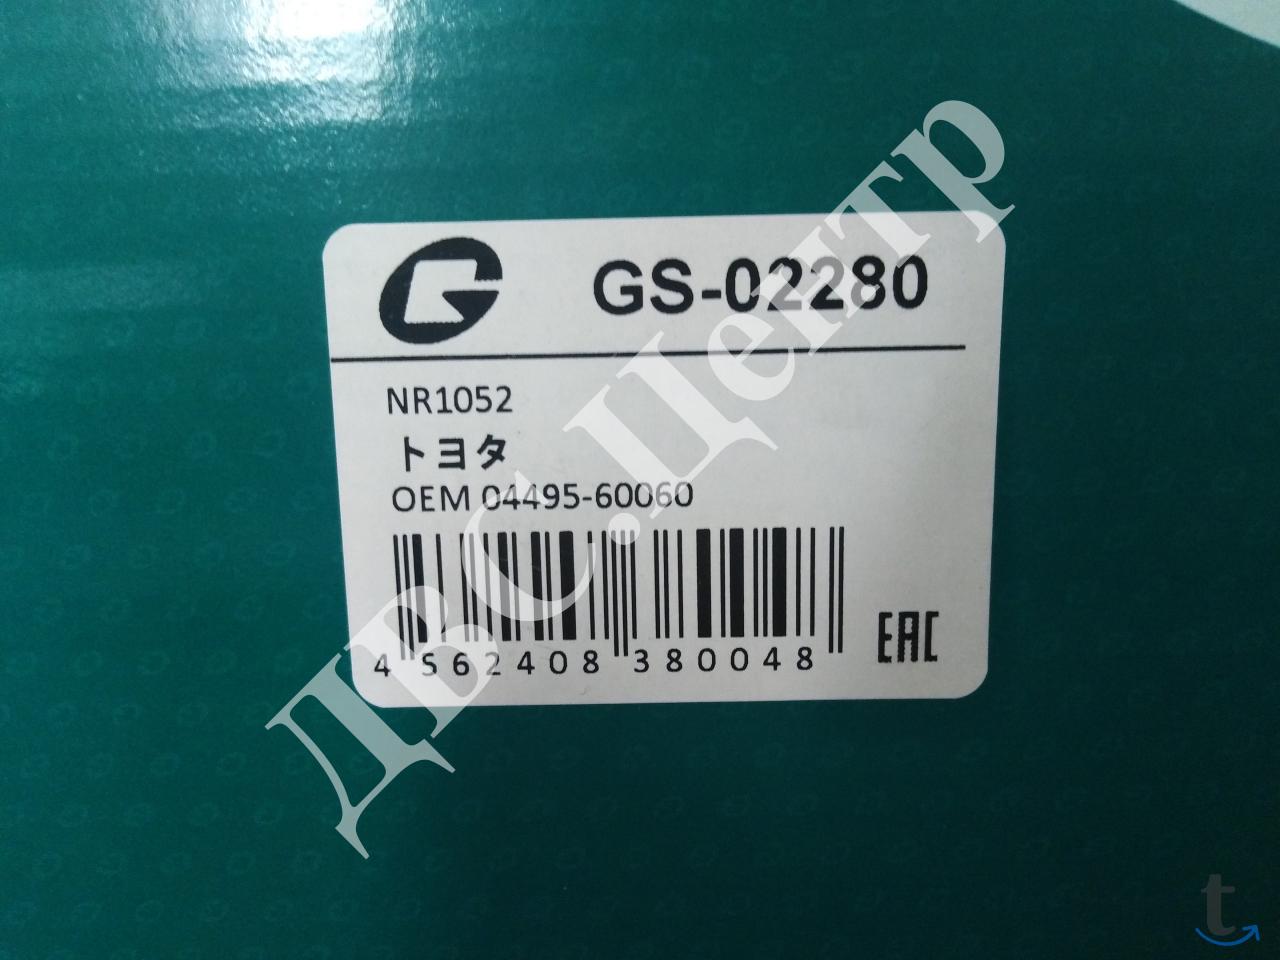 G GS-02280
NR1052
トヨタ
OEM 04495-60060
4 562408 380048
EAC
ДВС.Центр
t